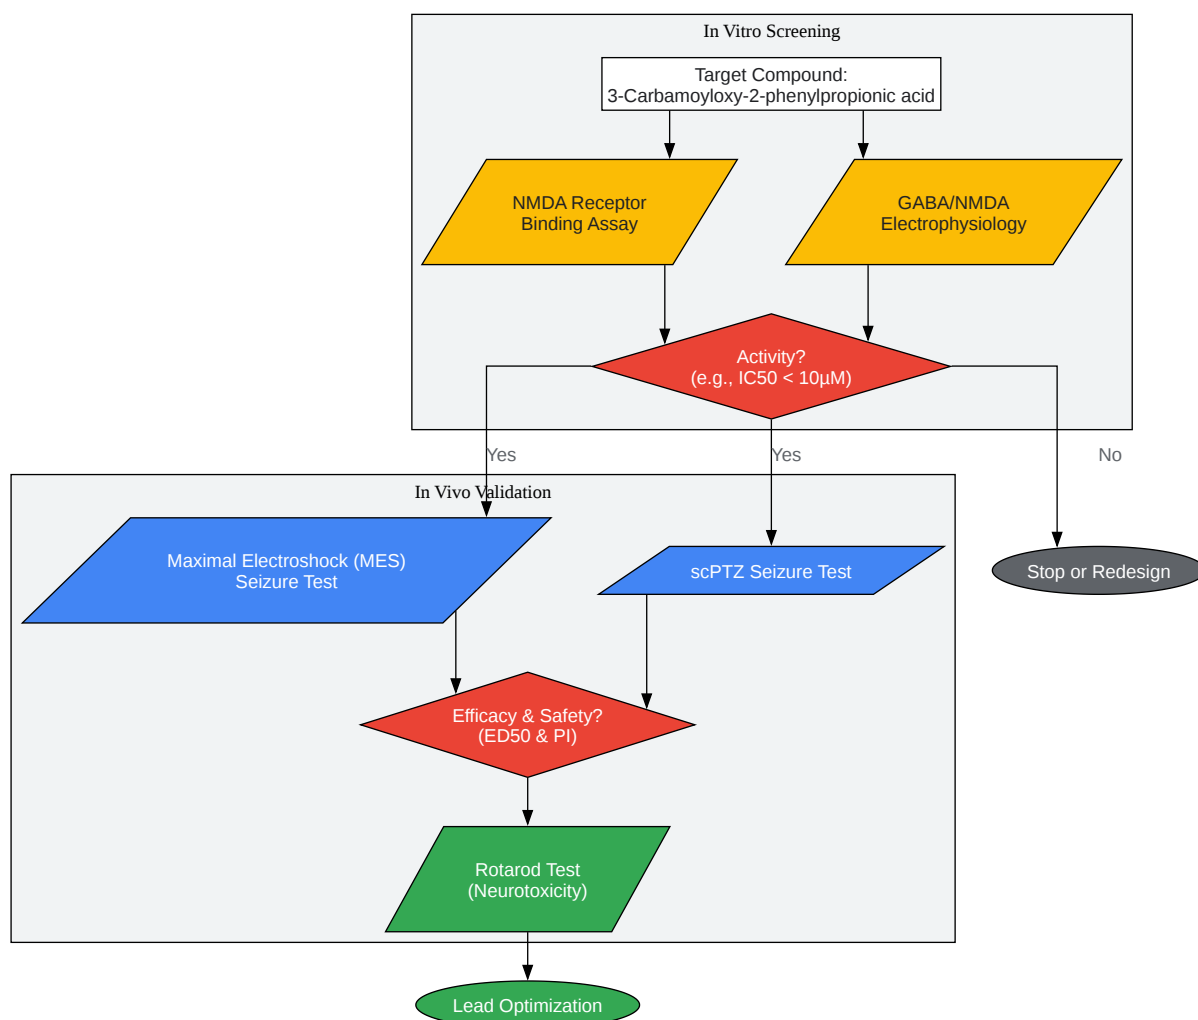 In Vitro Screening
Target Compound:
3-Carbamoyloxy-2-phenylpropionic acid
NMDA Receptor
Binding Assay
GABA/NMDA
Electrophysiology
Activity?
(e.g., IC50 < 10µM)
Yes
Yes
No
In Vivo Validation
Maximal Electroshock (MES)
Seizure Test
scPTZ Seizure Test
Stop or Redesign
Efficacy & Safety?
(ED50 & PI)
Rotarod Test
(Neurotoxicity)
Lead Optimization